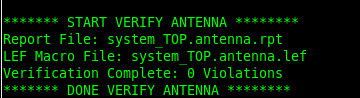 ******* START VERIFY ANTENNA ********
Report File: system_TOP.antenna.rpt
LEF Macro File: system_TOP.antenna.lef
Verification Complete: 0 Violations
******* DONE VERIFY ANTENNA ********